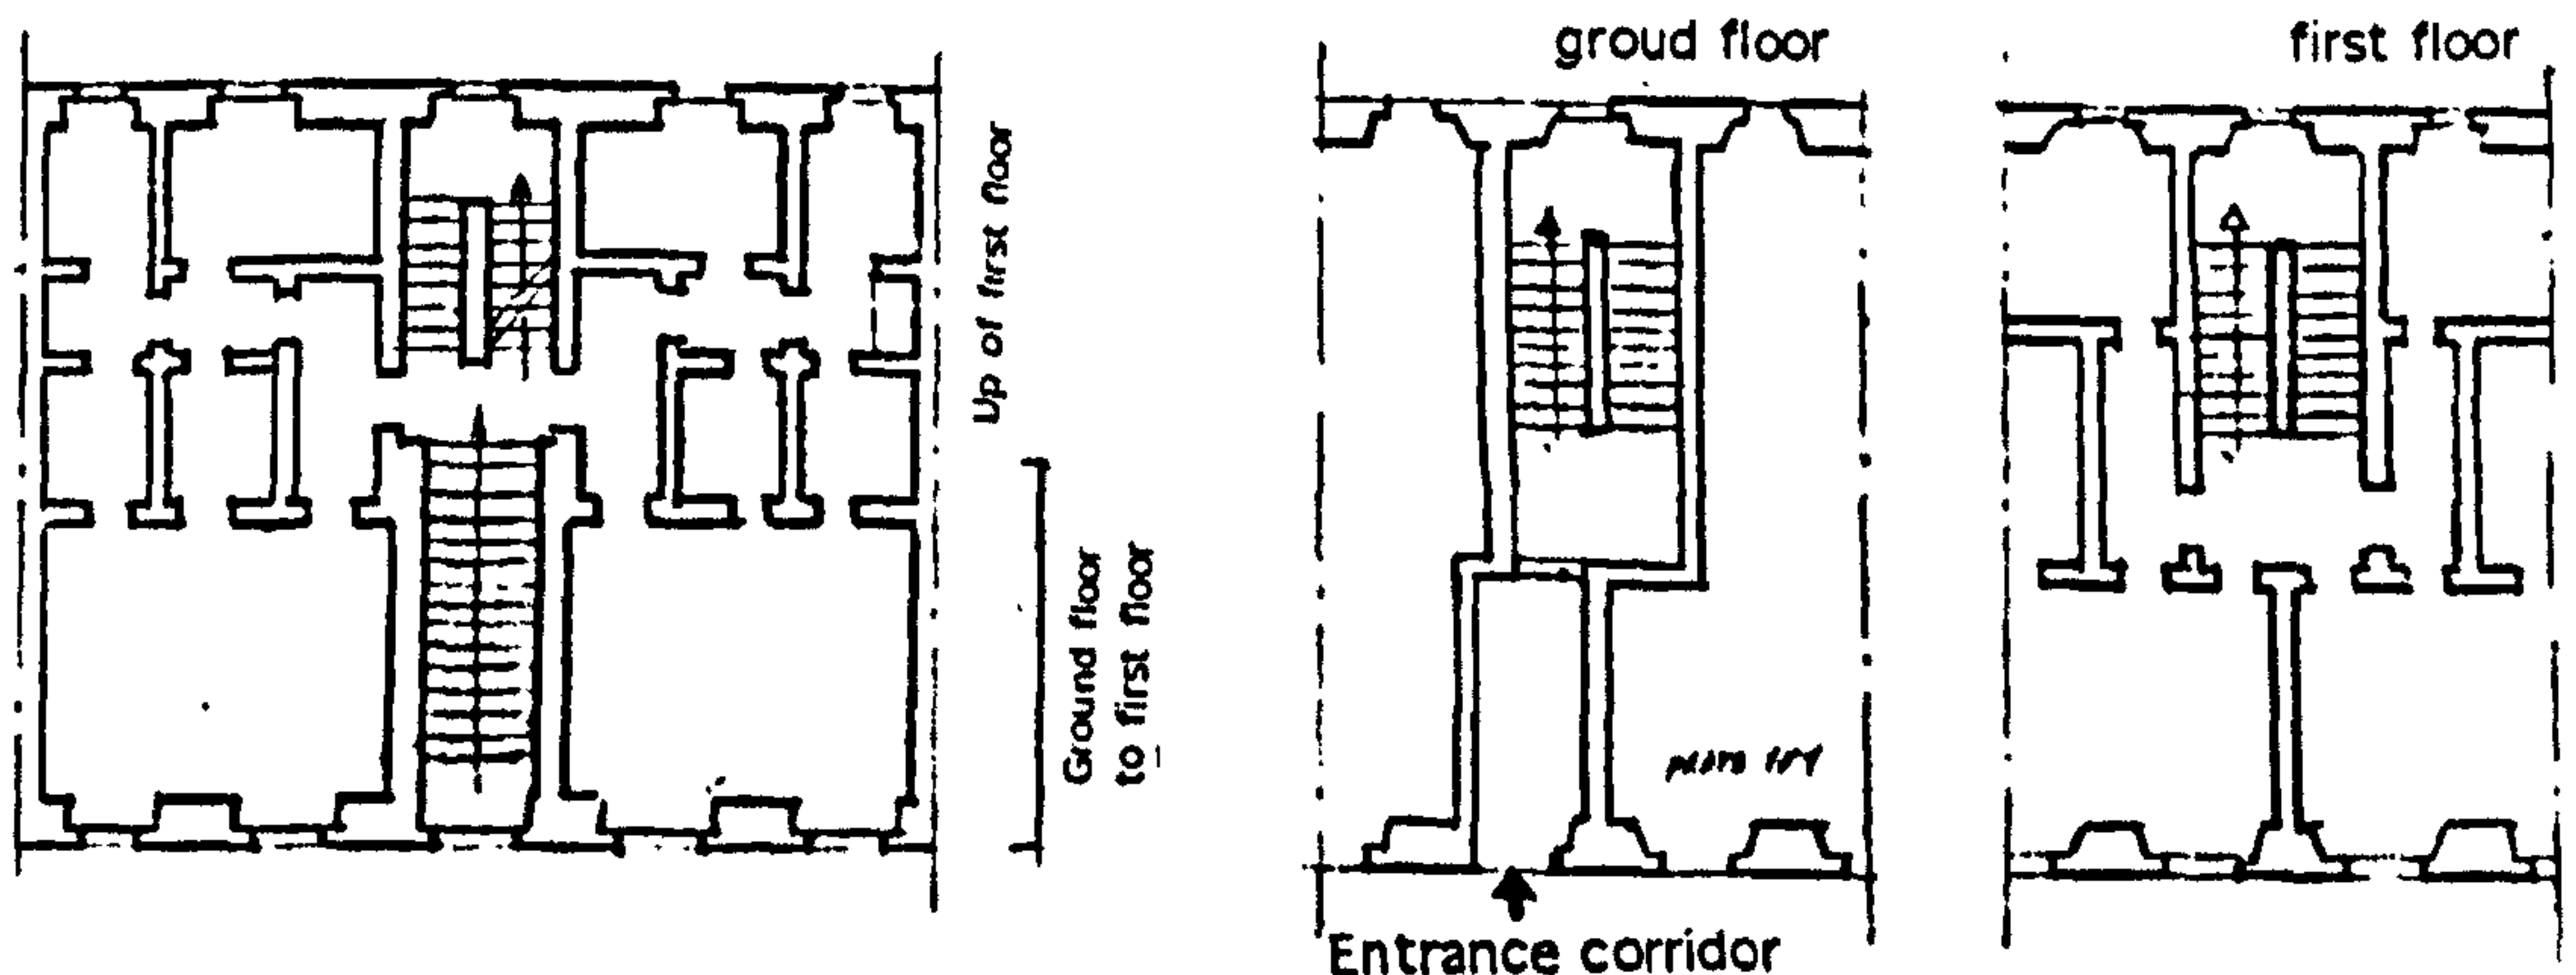 Up of first floor
Ground floor
to first floor
groud floor
first floor
Entrance corridor